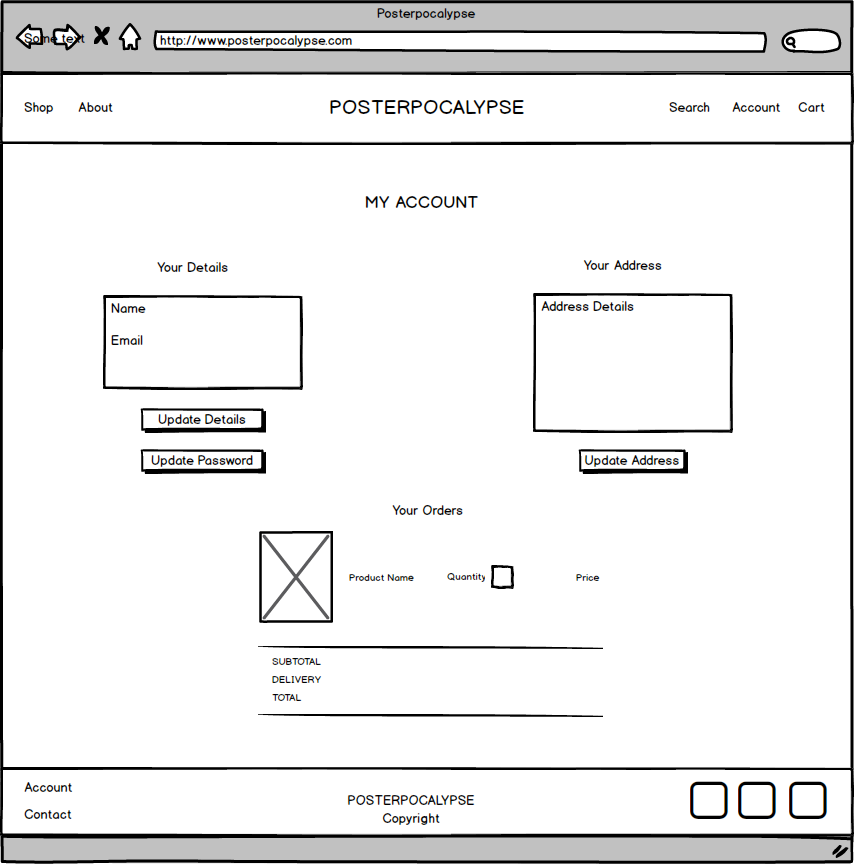 Posterpocalypse
Some text
http://www.posterpocalypse.com
Shop About POSTERPOCALYPSE Search Account Cart
MY ACCOUNT
Your Details
Your Address
Name
Address Details
Email
Update Details
Update Password
Update Address
Your Orders
Product Name Quantity Price
SUBTOTAL
DELIVERY
TOTAL
Account
POSTERPOCALYPSE
Contact
Copyright